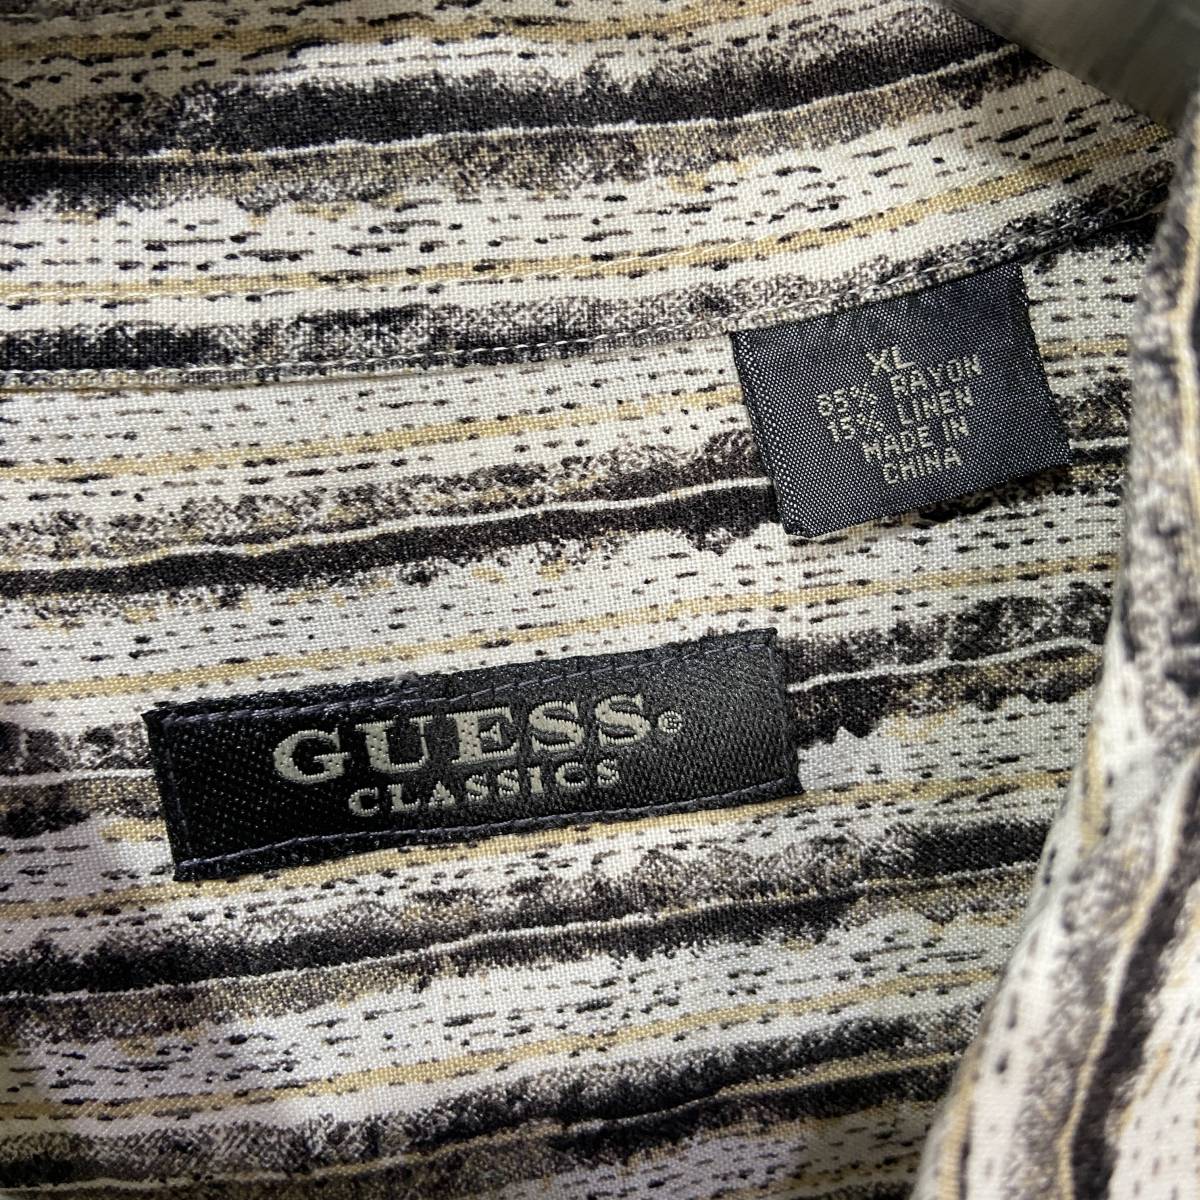 XL
85% RAYON
15% LINEN
MADE IN
CHINA
GUESS®
CLASSICS